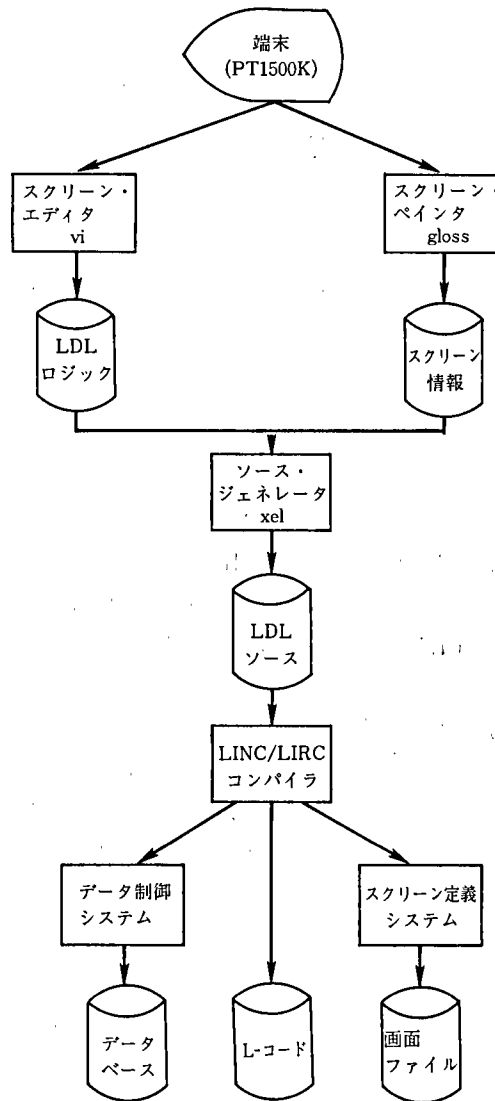 端末
(PT1500K)
スクリーン・
エディタ
vi
スクリーン・
ペインタ
gloss
LDL
ロジック
スクリーン
情報
ソース・
ジェネレータ
xel
LDL
ソース
LINC/LIRC
コンパイラ
データ制御
システム
スクリーン定義
システム
データ
ベース
L-コード
画面
ファイル